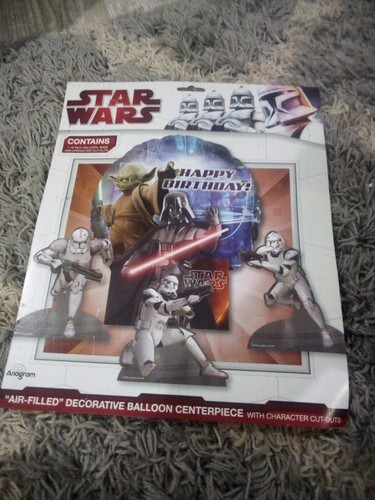 STAR
WARS
CONTAINS
HAPPY
BIRTHDAY!
STAR
WARS
Anagram
"AIR-FILLED" DECORATIVE BALLOON CENTERPIECE WITH CHARACTER CUT-OUTS